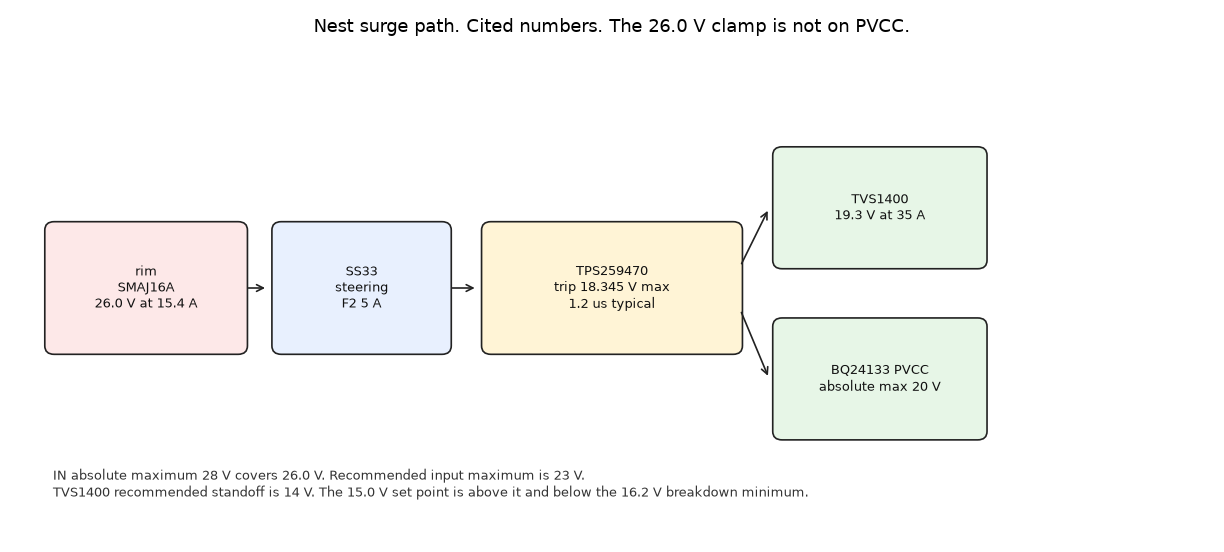 Nest surge path. Cited numbers. The 26.0 V clamp is not on PVCC.
rim
SMAJ16A
26.0 V at 15.4 A
SS33
steering
F2 5 A
TPS259470
trip 18.345 V max
1.2 us typical
TVS1400
19.3 V at 35 A
BQ24133 PVCC
absolute max 20 V
IN absolute maximum 28 V covers 26.0 V. Recommended input maximum is 23 V.
TVS1400 recommended standoff is 14 V. The 15.0 V set point is above it and below the 16.2 V breakdown minimum.